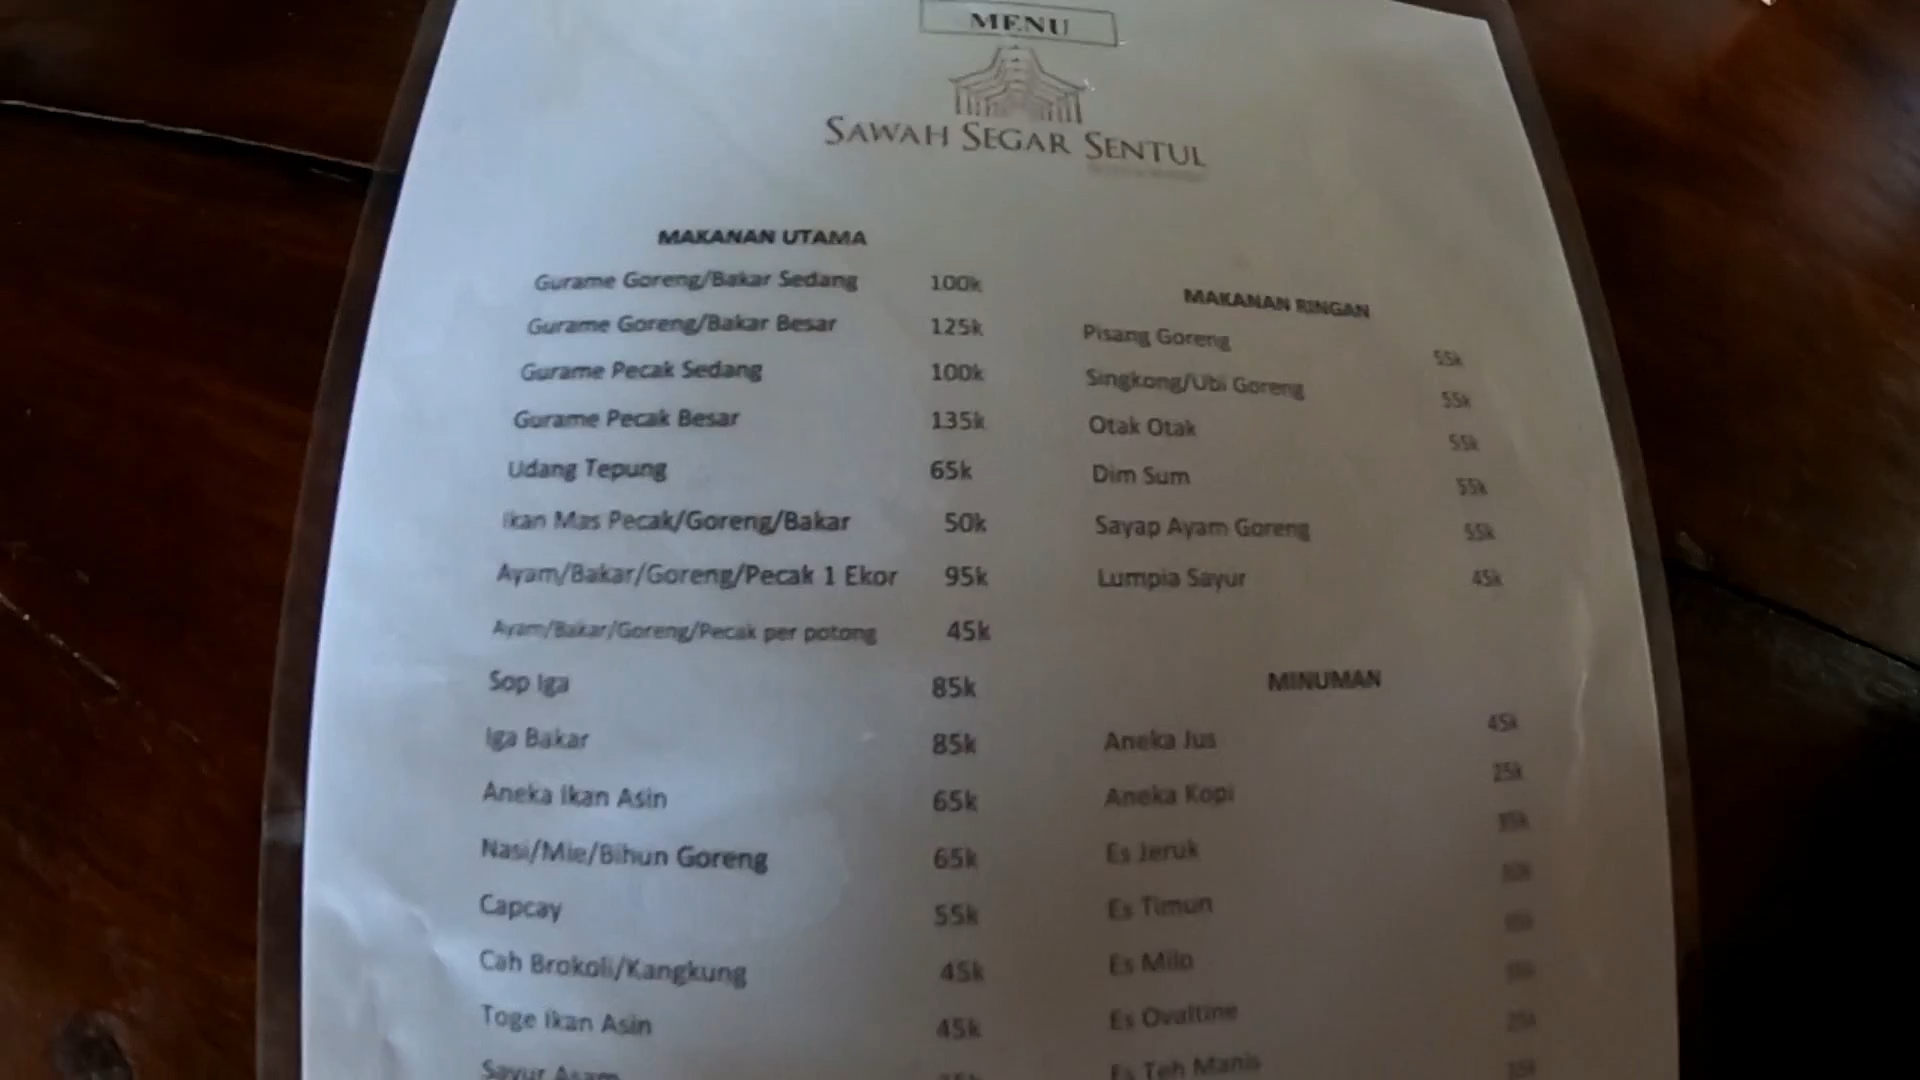 MENU
SAWAH SEGAR SENTUL
MAKANAN UTAMA
Gurame Goreng/Bakar Sedang 100k
Gurame Goreng/Bakar Besar 125k
Gurame Pecak Sedang 100k
Gurame Pecak Besar 135k
Udang Tepung 65k
Ikan Mas Pecak/Goreng/Bakar 50k
Ayam/Bakar/Goreng/Pecak 1 Ekor 95k
Ayam/Bakar/Goreng/Pecak per potong 45k
Sop Iga 85k
Iga Bakar 85k
Aneka Ikan Asin 65k
Nasi/Mie/Bihun Goreng 65k
Capcay 55k
Cah Brokoli/Kangkung 45k
Toge Ikan Asin 45k
Sayur Asam
MAKANAN RINGAN
Pisang Goreng 55k
Singkong/Ubi Goreng 55k
Otak Otak 55k
Dim Sum 55k
Sayap Ayam Goreng 55k
Lumpia Sayur 45k
MINUMAN
Aneka Jus 45k
Aneka Kopi 25k
Es Jeruk
Es Timun
Es Milo
Es Ovaltine
Es Teh Manis